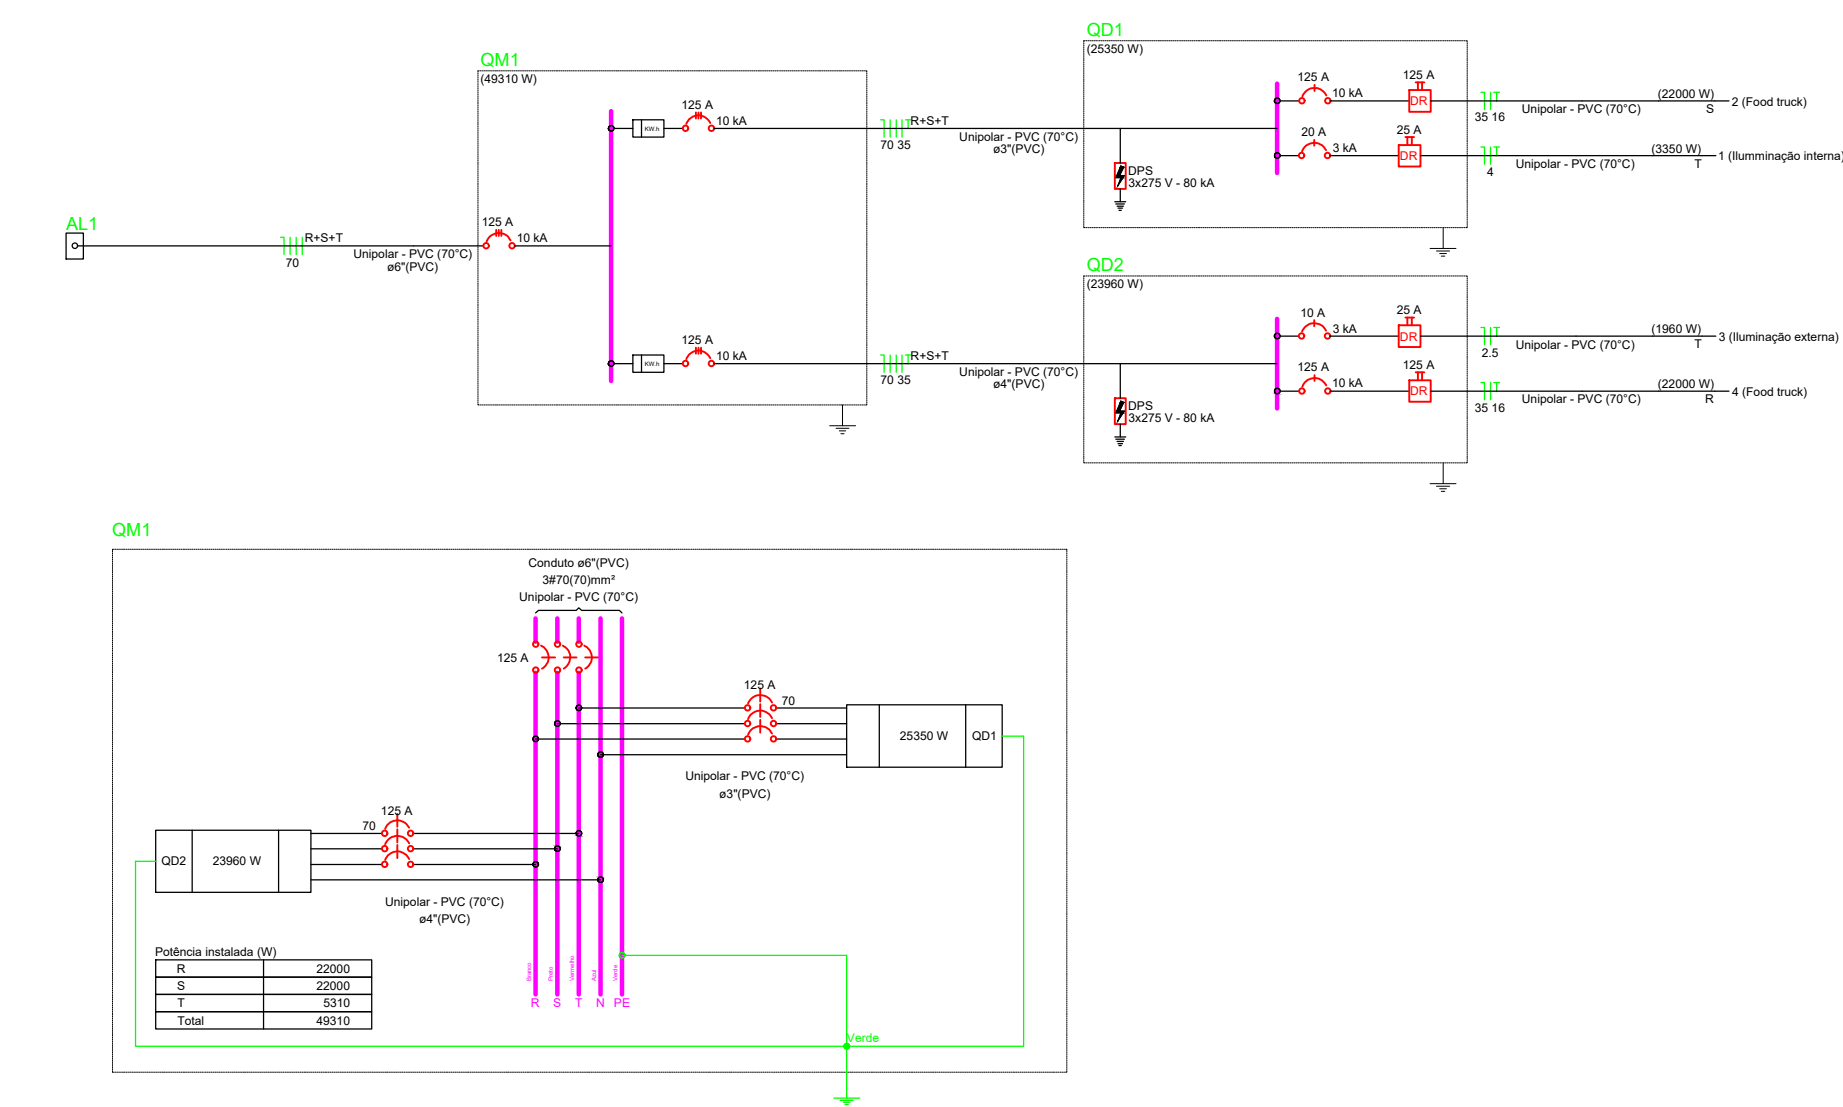 QD1
(25350 W)
QM1
(49310 W)
125 A
10 kA
125 A
DR
35 16
Unipolar - PVC (70°C)
(22000 W)
S
2 (Food truck)
KW.h
125 A
10 kA
R+S+T
70 35
Unipolar - PVC (70°C)
ø3"(PVC)
20 A
3 kA
25 A
DR
4
Unipolar - PVC (70°C)
(3350 W)
T
1 (Ilumminação interna)
DPS
3x275 V - 80 kA
AL1
R+S+T
70
Unipolar - PVC (70°C)
ø6"(PVC)
125 A
10 kA
QD2
(23960 W)
10 A
3 kA
25 A
DR
2.5
Unipolar - PVC (70°C)
(1960 W)
T
3 (Iluminação externa)
KW.h
125 A
10 kA
R+S+T
70 35
Unipolar - PVC (70°C)
ø4"(PVC)
125 A
10 kA
125 A
DR
35 16
Unipolar - PVC (70°C)
(22000 W)
R
4 (Food truck)
DPS
3x275 V - 80 kA
QM1
Conduto ø6"(PVC)
3#70(70)mm²
Unipolar - PVC (70°C)
125 A
125 A
70
25350 W
QD1
Unipolar - PVC (70°C)
ø3"(PVC)
125 A
70
QD2
23960 W
Unipolar - PVC (70°C)
ø4"(PVC)
Potência instalada (W)
R 22000
S 22000
T 5310
Total 49310
Branco
Preto
Vermelho
Azul
Verde
R S T N PE
Verde